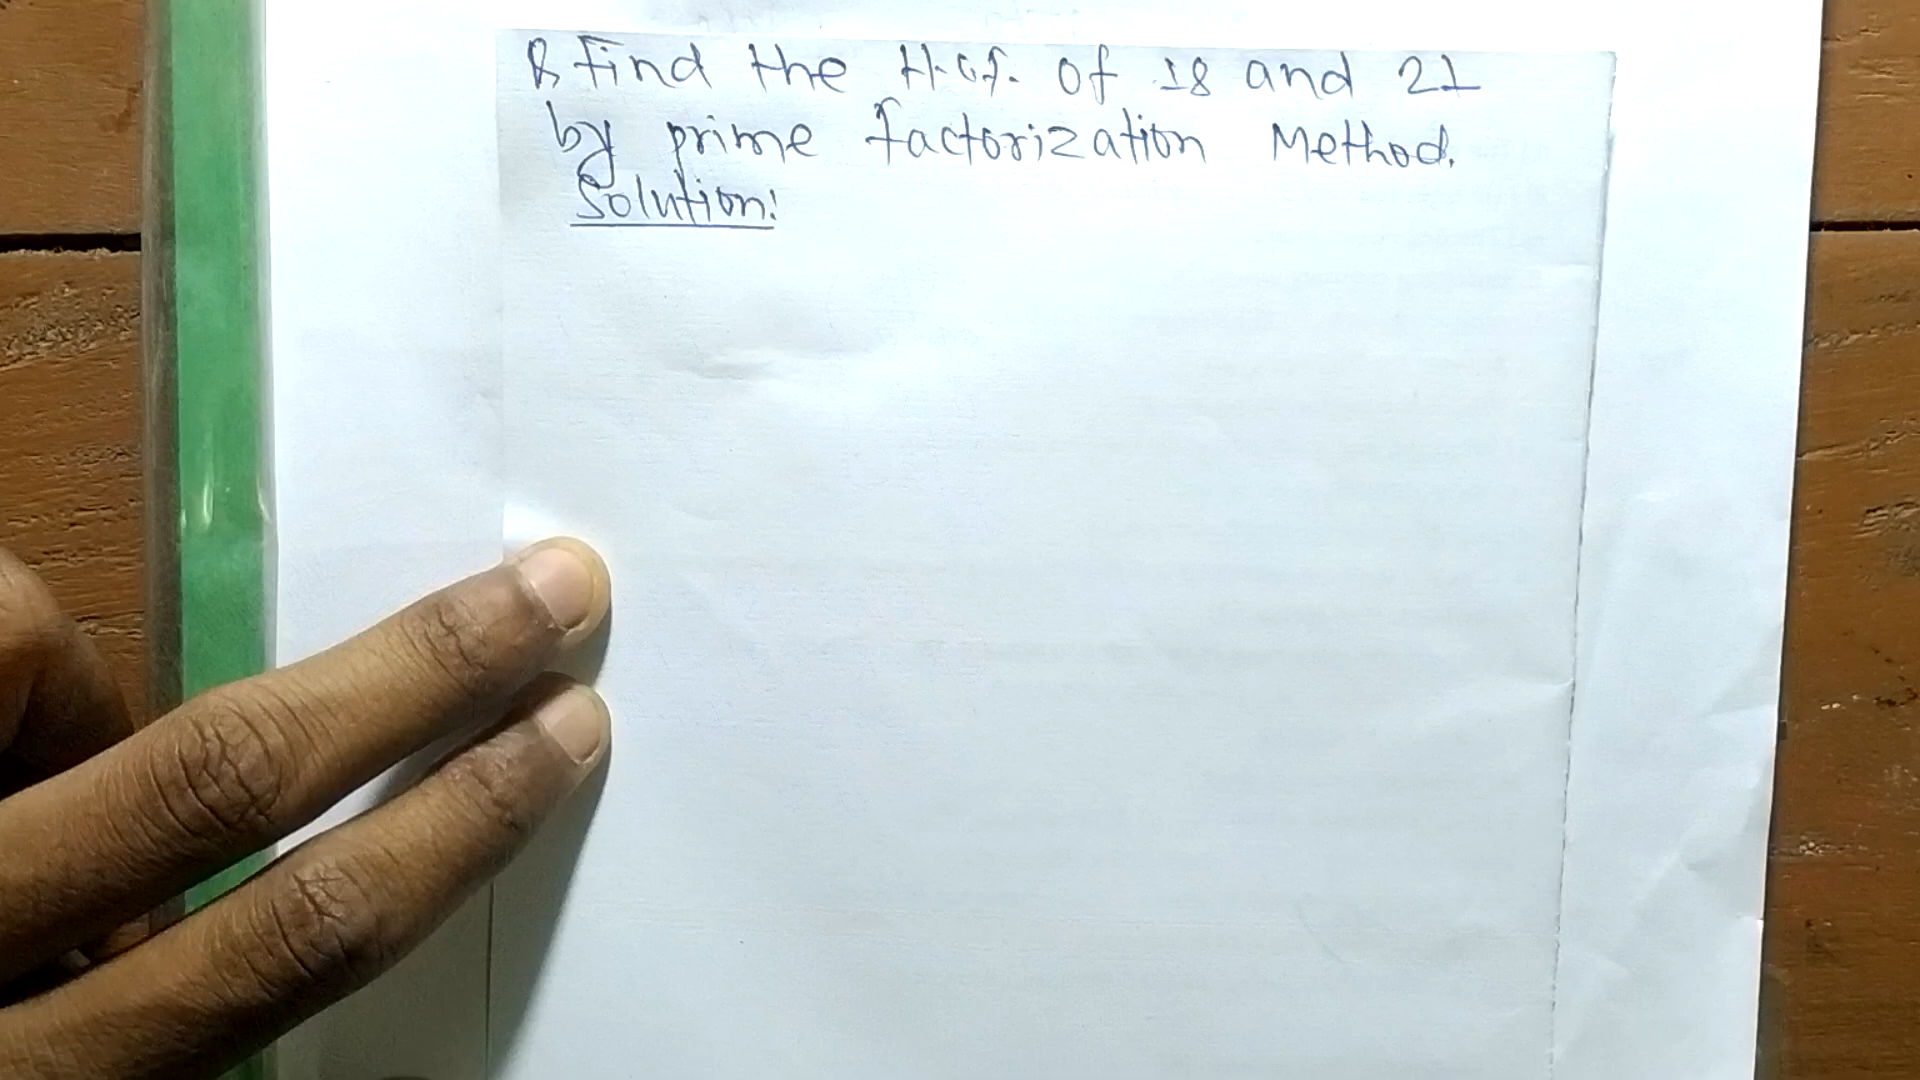 Q Find the H.C.f. of 18 and 21
by prime factorization Method.
Solution: